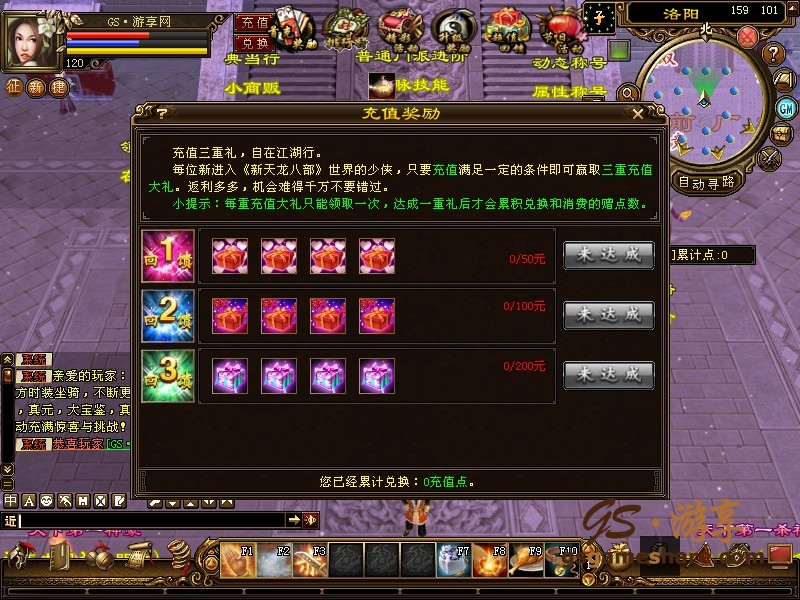 GS·游享网
120
充值
兑换
洛阳
159 101
北
典当行
普通门派进阶
动态称号
小商贩
脉技能
属性称号
征 新 捷
GM
自动寻路
充值奖励
充值三重礼，自在江湖行。
每位新进入《新天龙八部》世界的少侠，只要充值满足一定的条件即可赢取三重充值
大礼。返利多多，机会难得千万不要错过。
小提示：每重充值大礼只能领取一次，达成一重礼后才会累积兑换和消费的赠点数。
1 回馈
0/50元
未达成
累计点:0
2 回馈
0/100元
未达成
3 回馈
0/200元
未达成
系统
系统 亲爱的玩家：
方时装坐骑，不断更
，真元，大宝鉴，真
动充满惊喜与挑战！
系统 恭喜玩家[GS·
您已经累计兑换：0充值点。
中 A
近
GS·游享
F1 F2 F3 F7 F8 F9 F10